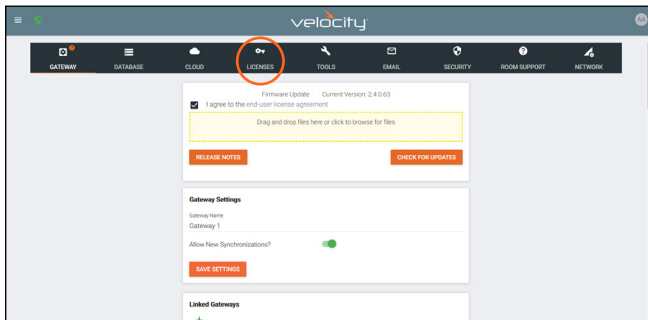 velocity
AA
GATEWAY DATABASE CLOUD LICENSES TOOLS EMAIL SECURITY ROOM SUPPORT NETWORK
Firmware Update Current Version: 2.4.0.63
I agree to the end-user license agreement
Drag and drop files here or click to browse for files
RELEASE NOTES CHECK FOR UPDATES
Gateway Settings
Gateway Name
Gateway 1
Allow New Synchronizations?
SAVE SETTINGS
Linked Gateways